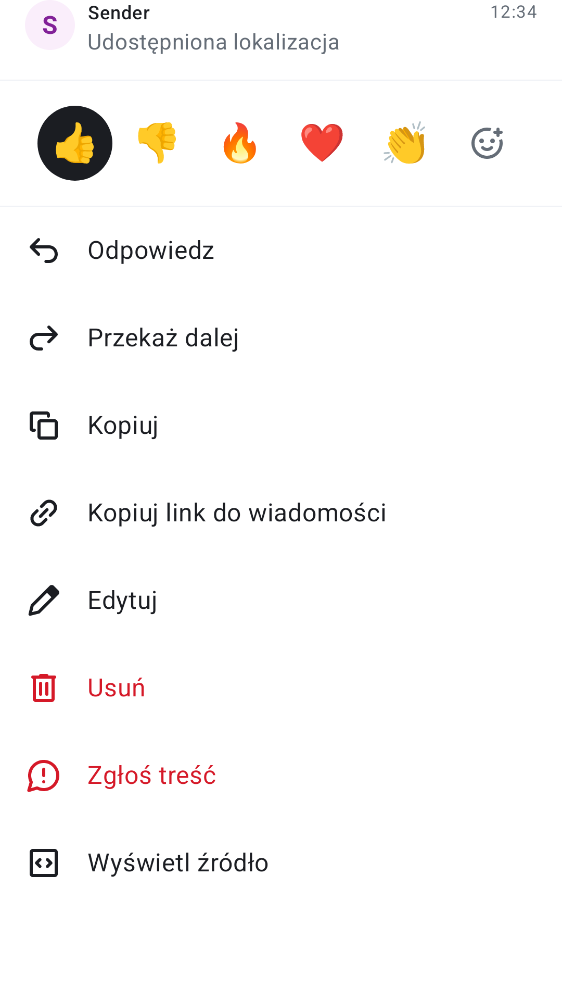 S
Sender
12:34
Udostępniona lokalizacja
Odpowiedz
Przekaż dalej
Kopiuj
Kopiuj link do wiadomości
Edytuj
Usuń
Zgłoś treść
Wyświetl źródło